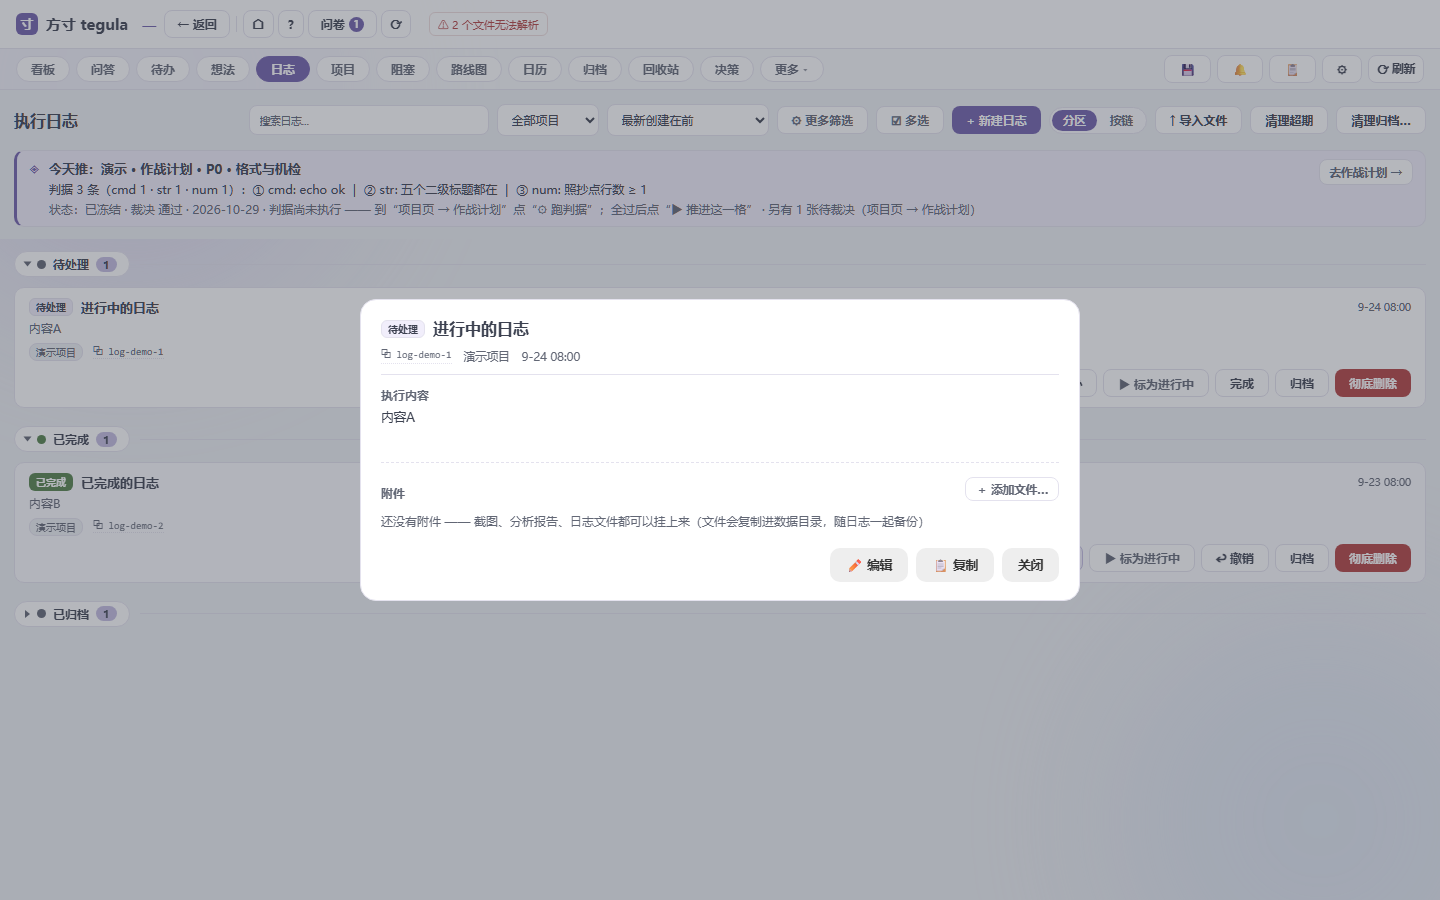 寸 方寸 tegula — ← 返回 ? 问卷 1 ⟳ ⚠ 2 个文件无法解析
看板 问答 待办 想法 日志 项目 阻塞 路线图 日历 归档 回收站 决策 更多 ⟳ 刷新
执行日志 搜索日志... 全部项目 最新创建在前 ⚙ 更多筛选 ☑ 多选 + 新建日志 分区 按链 ↑ 导入文件 清理超期 清理归档...
◈ 今天推：演示 • 作战计划 • P0 • 格式与机检 去作战计划 →
判据 3 条（cmd 1 · str 1 · num 1）: ① cmd: echo ok | ② str: 五个二级标题都在 | ③ num: 照抄点行数 ≥ 1
状态：已冻结 · 裁决 通过 · 2026-10-29 · 判据尚未执行 —— 到“项目页 → 作战计划”点“⚙ 跑判据”；全过后点“▶ 推进这一格” · 另有 1 张待裁决（项目页 → 作战计划）
▼ ● 待处理 1
待处理 进行中的日志 9-24 08:00
内容A
演示项目 log-demo-1
▶ 标为进行中 完成 归档 彻底删除
▼ ● 已完成 1
已完成 已完成的日志 9-23 08:00
内容B
演示项目 log-demo-2
▶ 标为进行中 ↩ 撤销 归档 彻底删除
▶ ● 已归档 1
待处理 进行中的日志
log-demo-1 演示项目 9-24 08:00
执行内容
内容A
附件 + 添加文件...
还没有附件 —— 截图、分析报告、日志文件都可以挂上来（文件会复制进数据目录，随日志一起备份）
编辑 复制 关闭